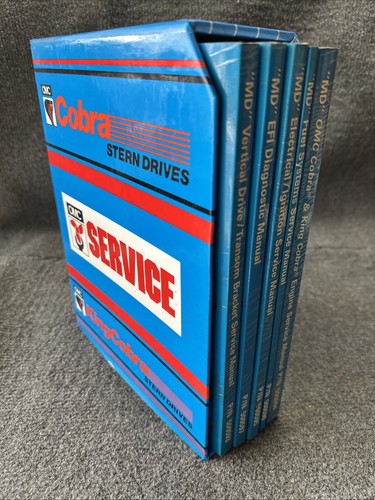 OMC
Cobra
STERN DRIVES
OMC
SERVICE
OMC
King Cobra
STERN DRIVES
"MD" Vertical Drive/Transom Bracket Service Manual P/N
"MD" EFI Diagnostic Manual P/N
"MD" Electrical/Ignition Service Manual P/N
"MD" Fuel Systems Service Manual P/N
"MD" OMC Cobra® & King Cobra® Engine Service Manual